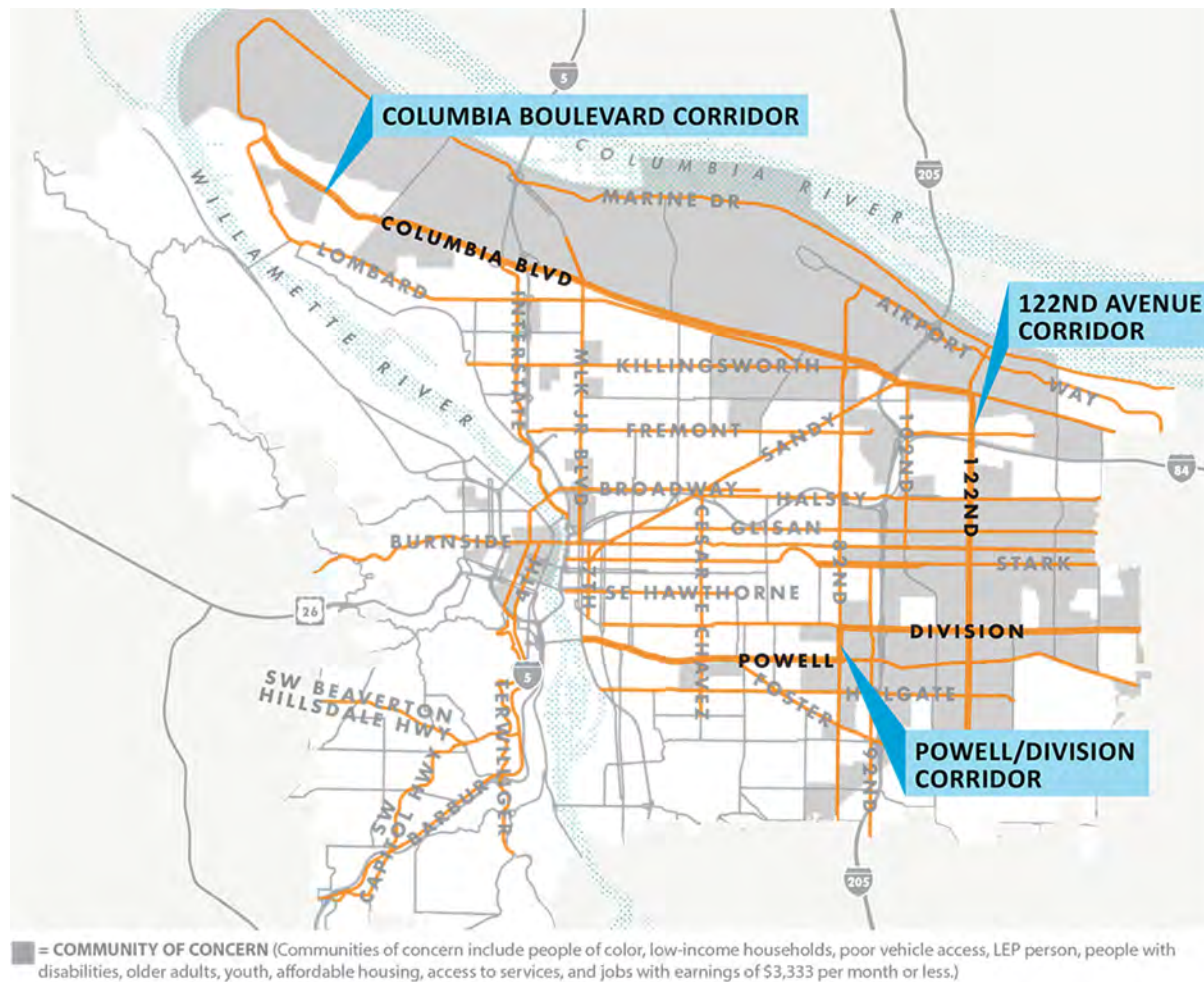 5
COLUMBIA BOULEVARD CORRIDOR
COLUMBIA RIVER
205
MARINE DR
WILLAMETTE RIVER
COLUMBIA BLVD
LOMBARD
122ND AVENUE
CORRIDOR
AIRPORT WAY
INTERSTATE
MLK JR BLVD
KILLINGSWORTH
FREMONT
SANDY
102ND
122ND
84
BROADWAY
HALSEY
CESAR E CHAVEZ
GLISAN
BURNSIDE
82ND
STARK
11TH
7TH
SE HAWTHORNE
26
DIVISION
POWELL
5
FOSTER
HOLGATE
SW BEAVERTON
HILLSDALE HWY
TERWILLIGER
POWELL/DIVISION
CORRIDOR
92ND
SW
CAPITOL HWY
BARBUR
205
= COMMUNITY OF CONCERN (Communities of concern include people of color, low-income households, poor vehicle access, LEP person, people with
disabilities, older adults, youth, affordable housing, access to services, and jobs with earnings of $3,333 per month or less.)